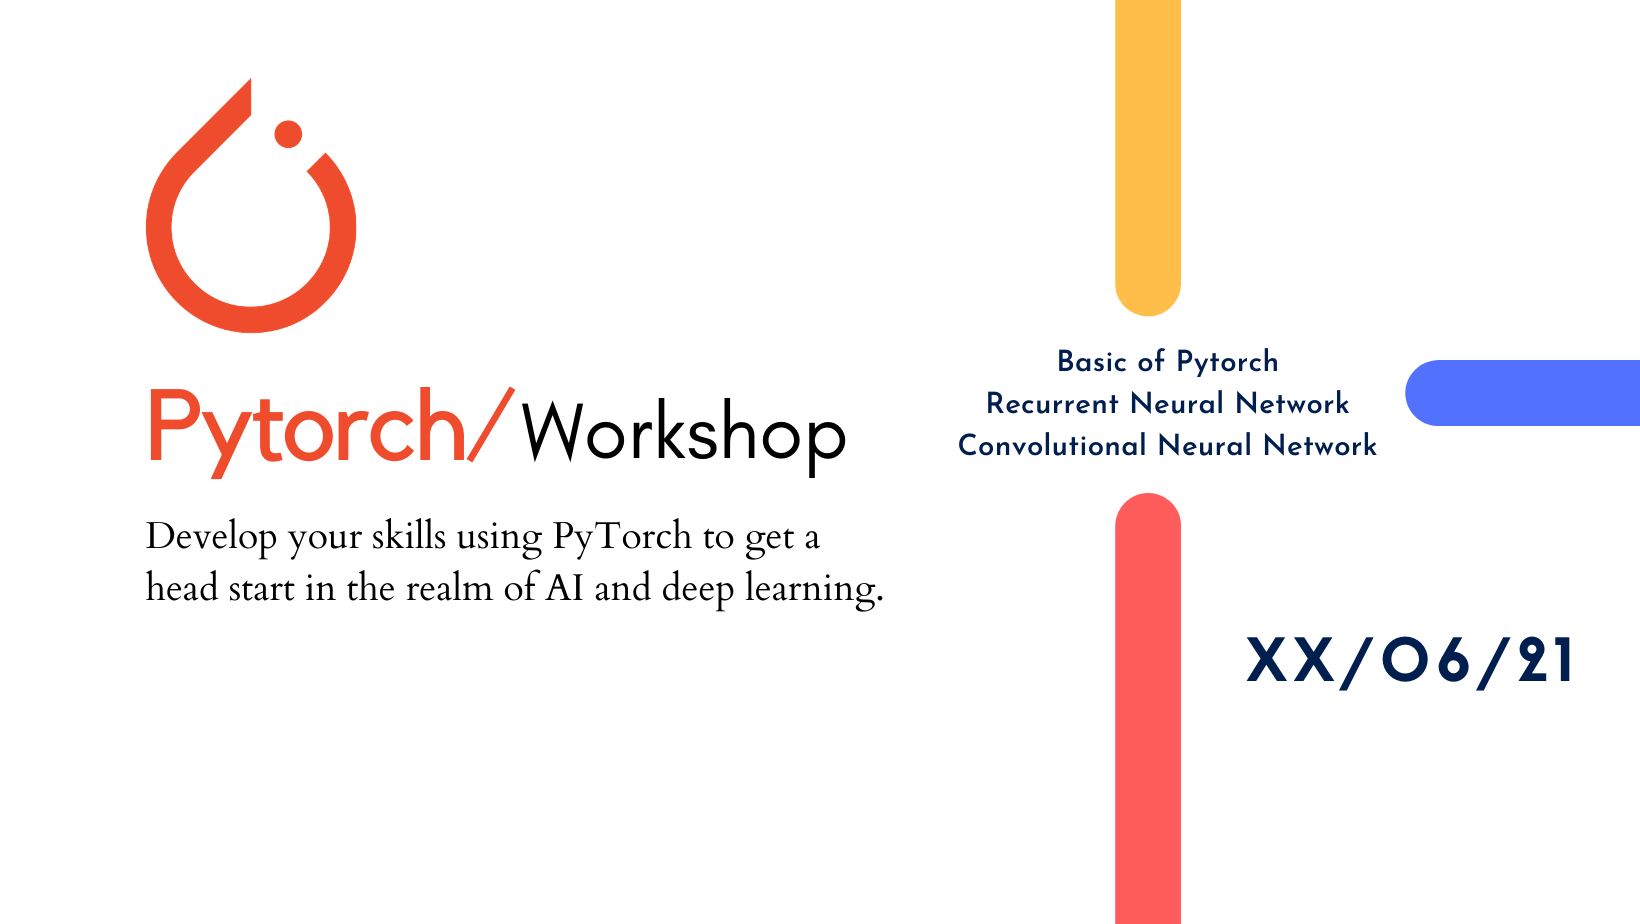 Pytorch/Workshop
Develop your skills using PyTorch to get a
head start in the realm of AI and deep learning.
Basic of Pytorch
Recurrent Neural Network
Convolutional Neural Network
XX/06/21